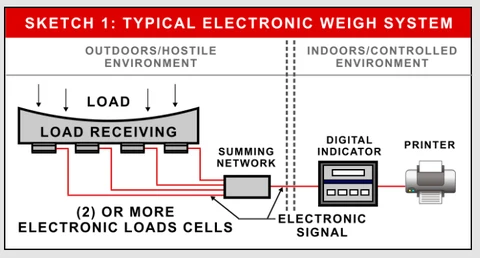 SKETCH 1: TYPICAL ELECTRONIC WEIGH SYSTEM
OUTDOORS/HOSTILE
ENVIRONMENT
INDOORS/CONTROLLED
ENVIRONMENT
LOAD
LOAD RECEIVING
SUMMING
NETWORK
DIGITAL
INDICATOR
PRINTER
(2) OR MORE
ELECTRONIC LOADS CELLS
ELECTRONIC
SIGNAL